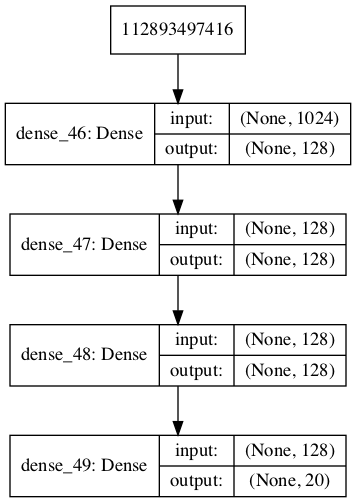 112893497416
dense_46: Dense
input:
(None, 1024)
output:
(None, 128)
dense_47: Dense
input:
(None, 128)
output:
(None, 128)
dense_48: Dense
input:
(None, 128)
output:
(None, 128)
dense_49: Dense
input:
(None, 128)
output:
(None, 20)